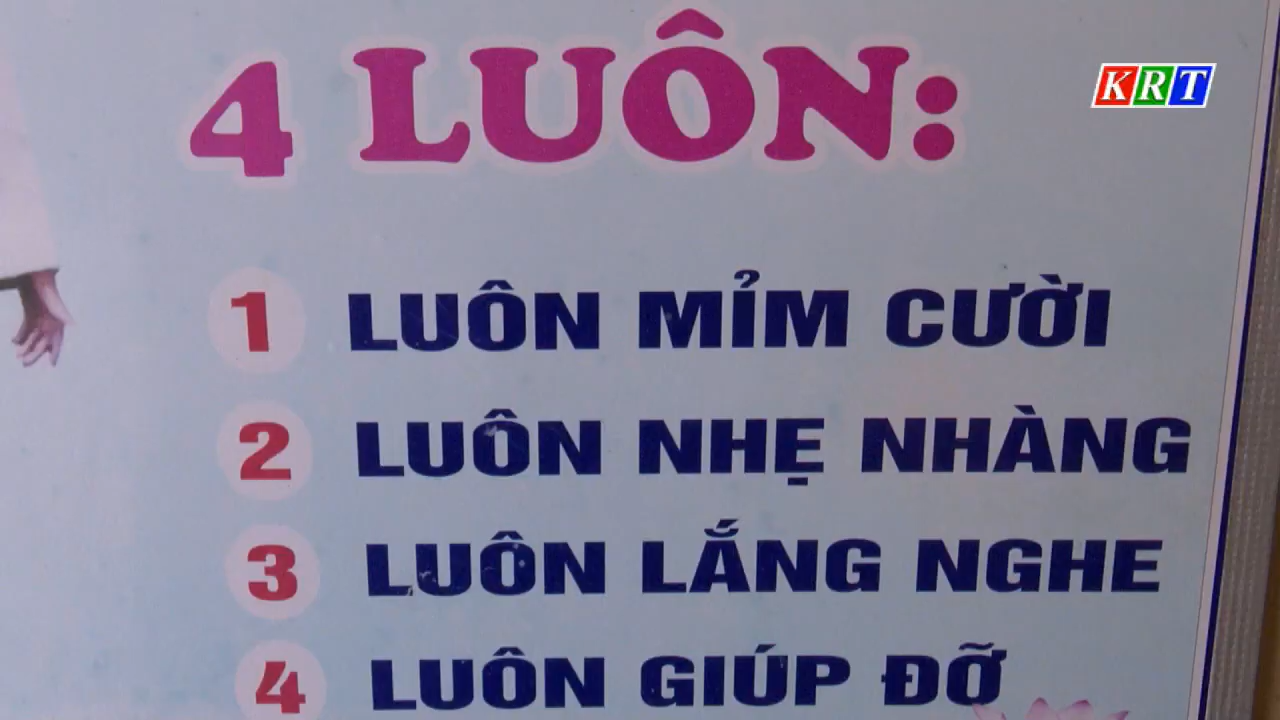 4 LUÔN:
KRT
1 LUÔN MỈM CƯỜI
2 LUÔN NHẸ NHÀNG
3 LUÔN LẮNG NGHE
4 LUÔN GIÚP ĐỠ